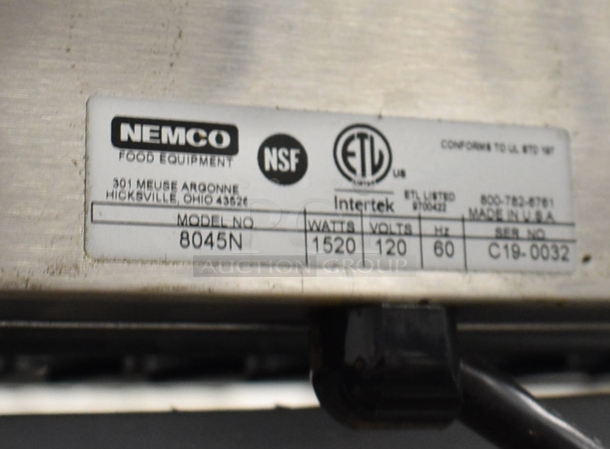 NEMCO
FOOD EQUIPMENT
NSF
ETL
US
CONFORMS TO UL STD 197
301 MEUSE ARGONNE
HICKSVILLE, OHIO 43526
Intertek
ETL LISTED
9700422
800-782-6761
MADE IN U.S.A.
MODEL NO. WATTS VOLTS Hz SER. NO.
8045N 1520 120 60 C19-0032
AUCTION GROUP